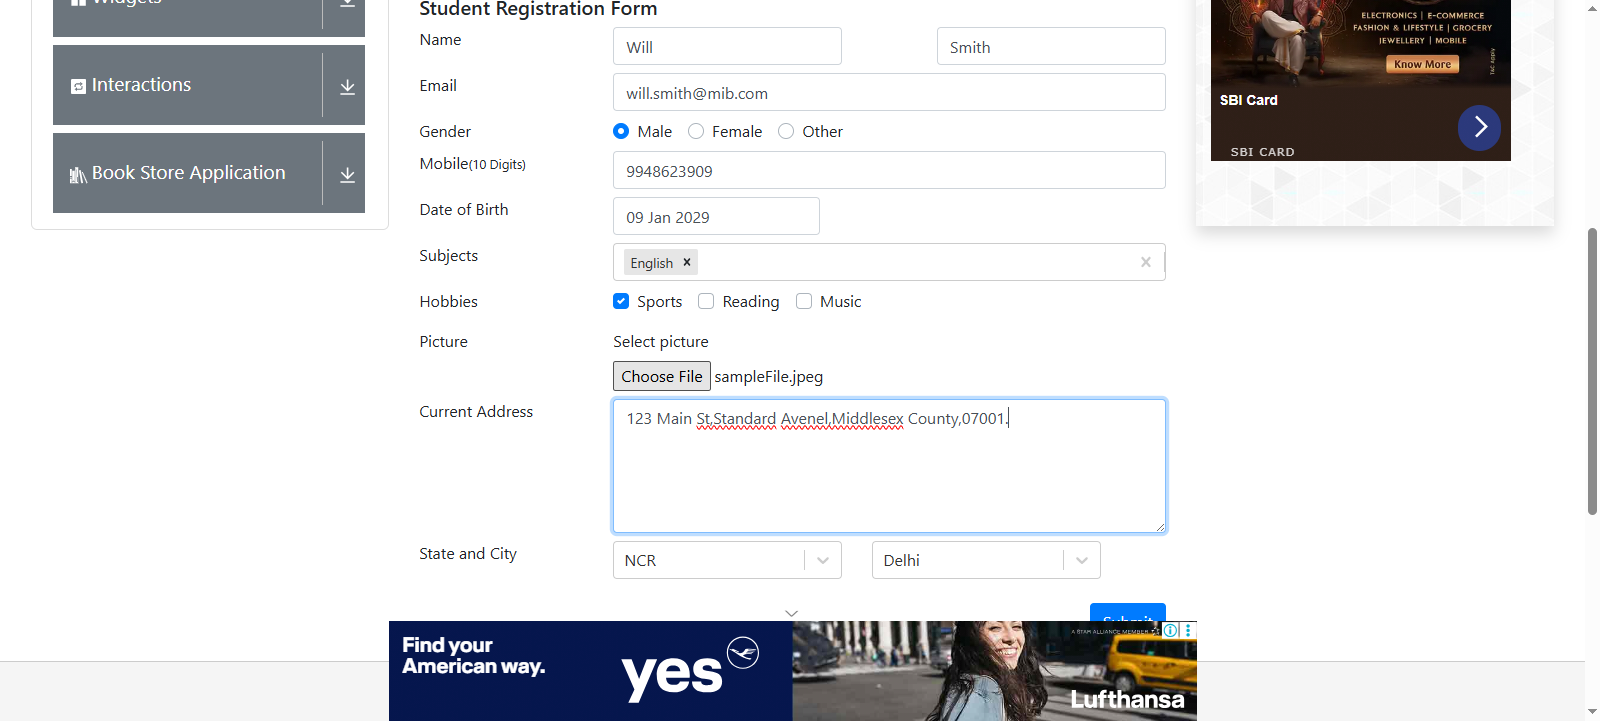 Widgets
Interactions
Book Store Application
Student Registration Form
Name
Will
Smith
Email
will.smith@mib.com
Gender
Male
Female
Other
Mobile(10 Digits)
9948623909
Date of Birth
09 Jan 2029
Subjects
English
Hobbies
Sports
Reading
Music
Picture
Select picture
Choose File sampleFile.jpeg
Current Address
123 Main St,Standard Avenel,Middlesex County,07001.
State and City
NCR
Delhi
Submit
ELECTRONICS | E-COMMERCE
FASHION & LIFESTYLE | GROCERY
JEWELLERY | MOBILE
Know More
T&C Apply
SBI Card
SBI CARD
Find your
American way.
yes
A STAR ALLIANCE MEMBER
Lufthansa